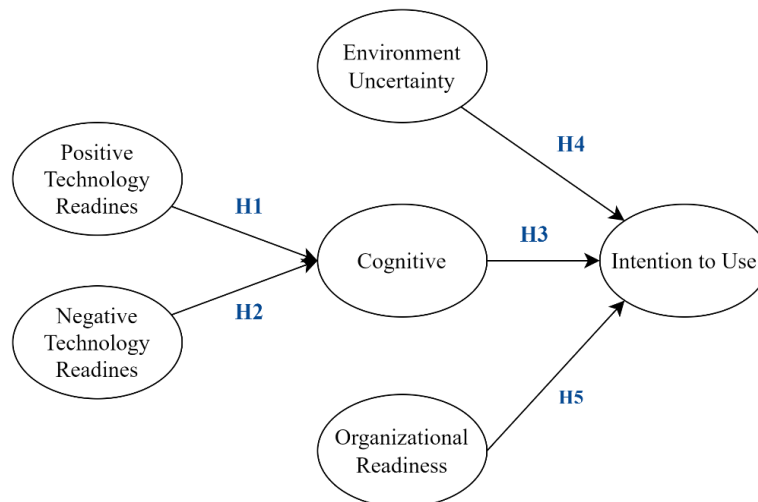 Environment
Uncertainty
H4
Positive
Technology
Readines
H1
Cognitive
H3
Intention to Use
Negative
Technology
Readines
H2
H5
Organizational
Readiness